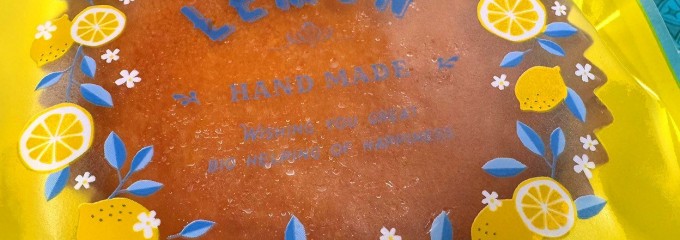 LEMON
HAND MADE
WISHING YOU GREAT
BIG HELPING OF HAPPINESS